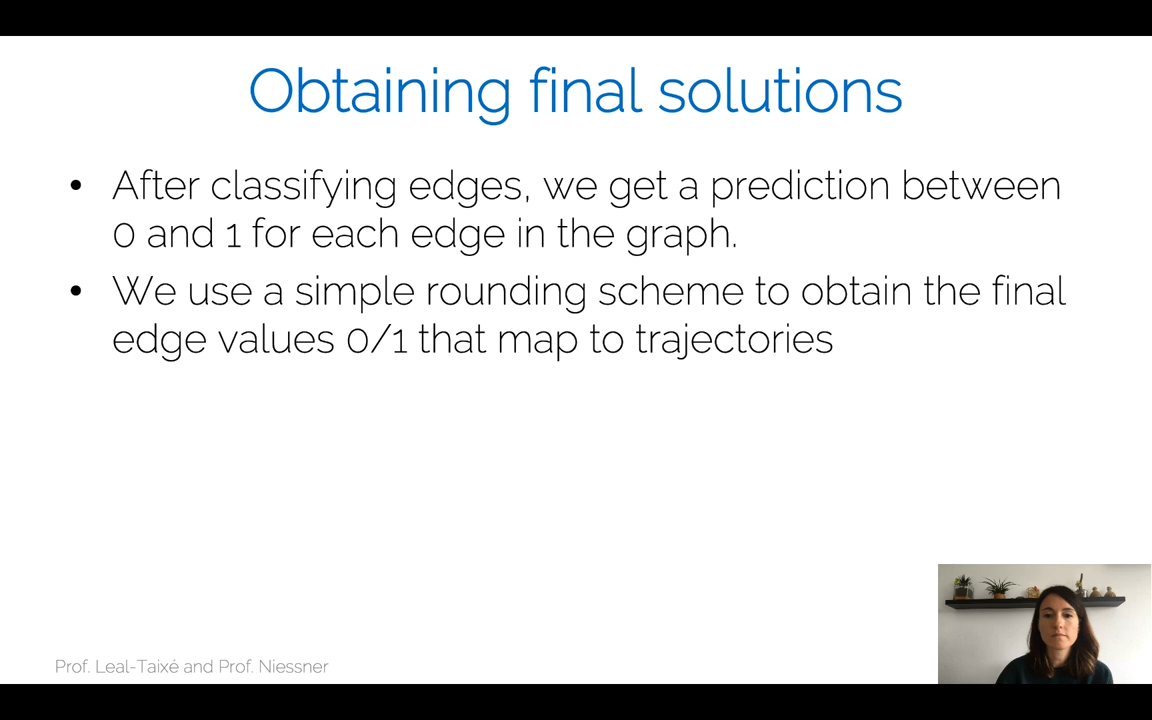 Obtaining final solutions
• After classifying edges, we get a prediction between
0 and 1 for each edge in the graph.
• We use a simple rounding scheme to obtain the final
edge values 0/1 that map to trajectories
Prof. Leal-Taixé and Prof. Niessner